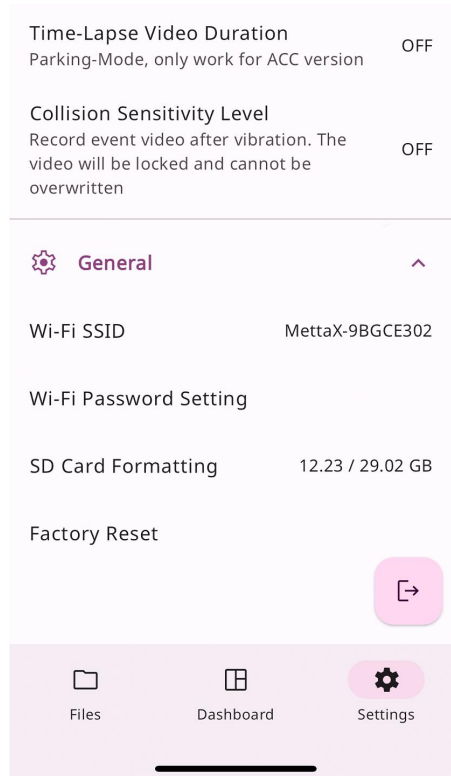 Time-Lapse Video Duration
OFF
Parking-Mode, only work for ACC version
Collision Sensitivity Level
Record event video after vibration. The
video will be locked and cannot be
overwritten
OFF
General
Wi-Fi SSID
MettaX-9BGCE302
Wi-Fi Password Setting
SD Card Formatting
12.23 / 29.02 GB
Factory Reset
Files
Dashboard
Settings